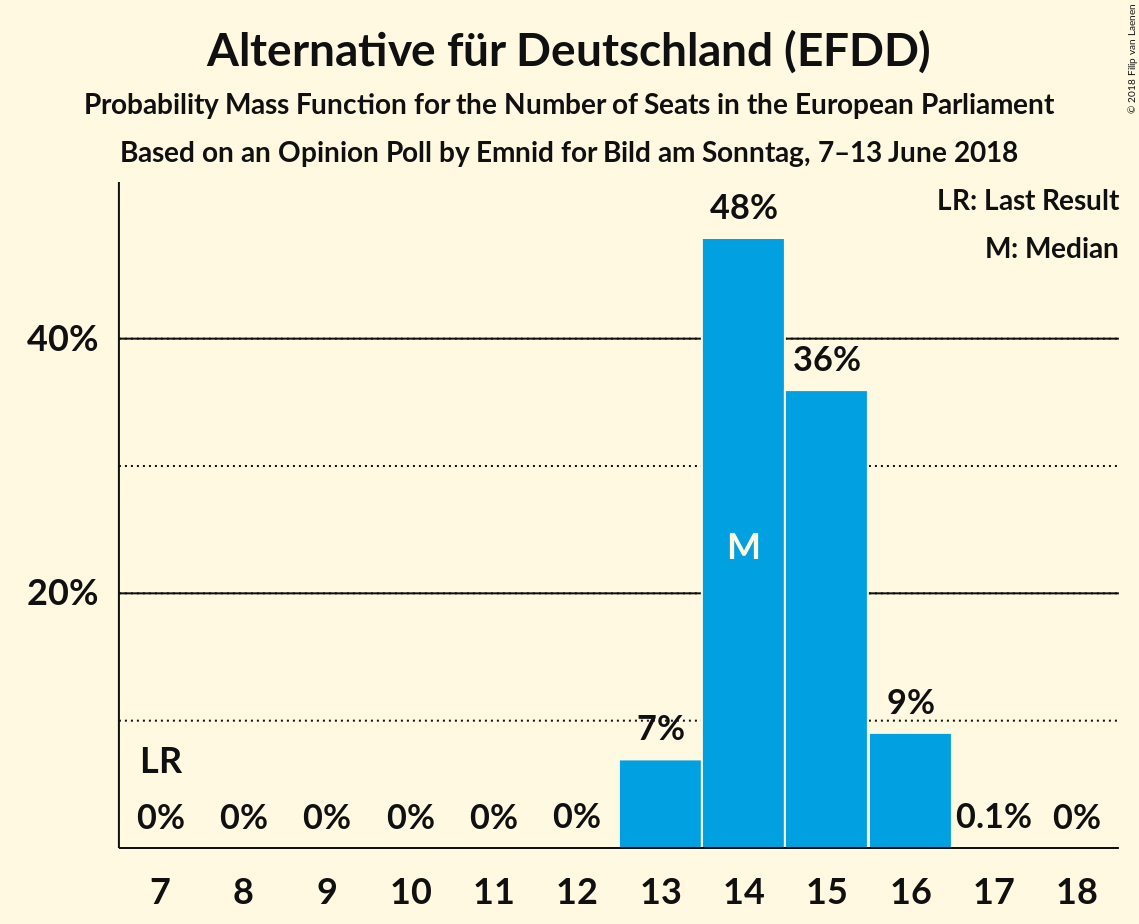 Alternative für Deutschland (EFDD)
Probability Mass Function for the Number of Seats in the European Parliament
Based on an Opinion Poll by Emnid for Bild am Sonntag, 7–13 June 2018
© 2018 Filip van Laenen
LR: Last Result
M: Median
48%
40%
36%
M
20%
9%
7%
LR
0% 0% 0% 0% 0% 0% 0.1% 0%
7 8 9 10 11 12 13 14 15 16 17 18